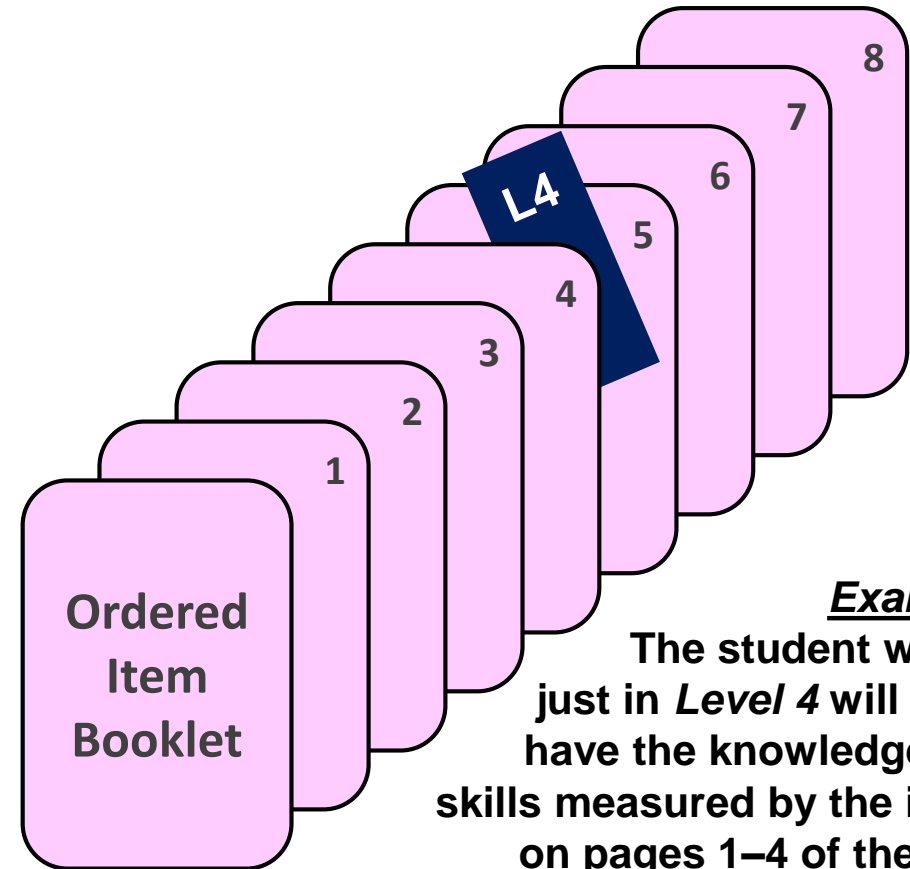 8
7
6
L4
5
4
3
2
1
Ordered
Item
Booklet
The student
just in Level 4 will
have the
skills measured by the
on pages 1–4 of the